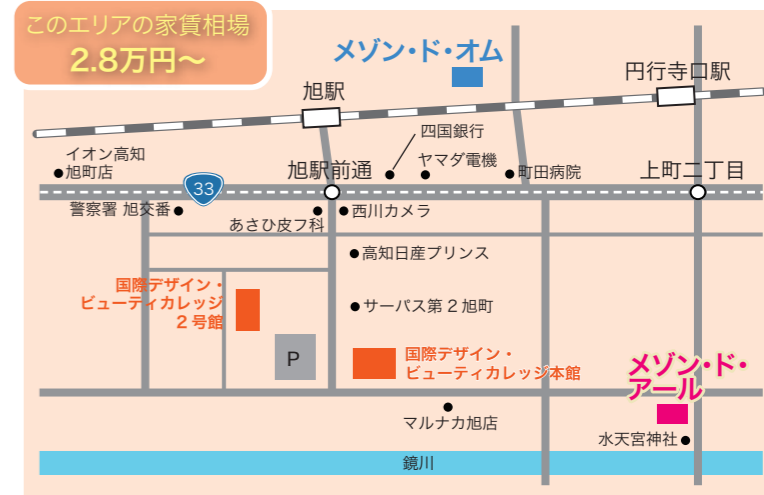 このエリアの家賃相場
2.8万円〜
メゾン・ド・オム
円行寺口駅
旭駅
四国銀行
イオン高知
旭町店
旭駅前通
ヤマダ電機
町田病院
上町二丁目
33
警察署 旭交番
あさひ皮フ科
西川カメラ
高知日産プリンス
国際デザイン・
ビューティカレッジ
2号館
サーパス第2旭町
P
国際デザイン・
ビューティカレッジ本館
メゾン・ド・
アール
マルナカ旭店
水天宮神社
鏡川